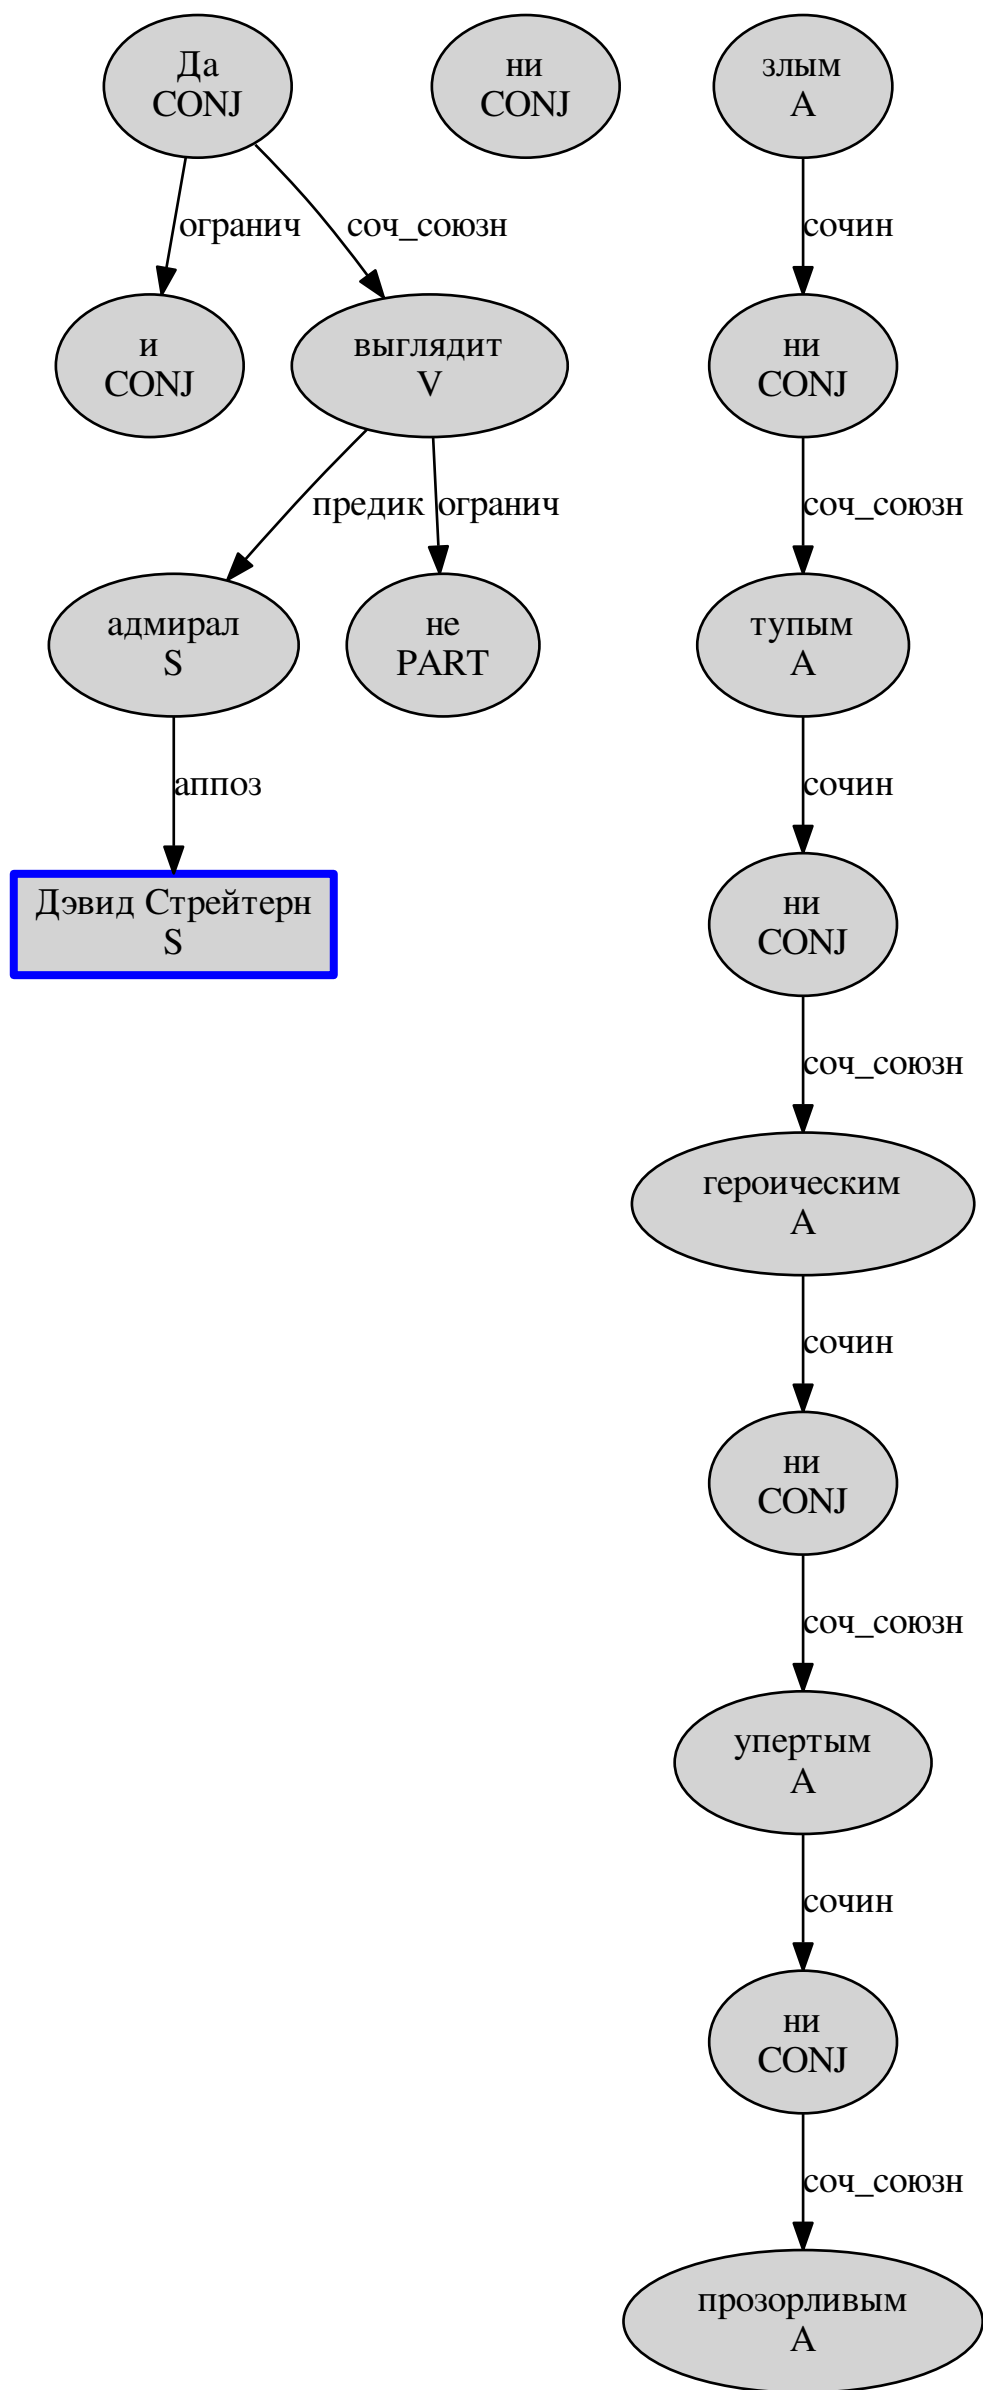 Да
CONJ
ни
CONJ
злым
A
огранич
соч_союзн
сочин
и
CONJ
выглядит
V
ни
CONJ
предик
огранич
соч_союзн
адмирал
S
не
PART
тупым
A
аппоз
сочин
Дэвид Стрейтерн
S
ни
CONJ
соч_союзн
героическим
A
сочин
ни
CONJ
соч_союзн
упертым
A
сочин
ни
CONJ
соч_союзн
прозорливым
A